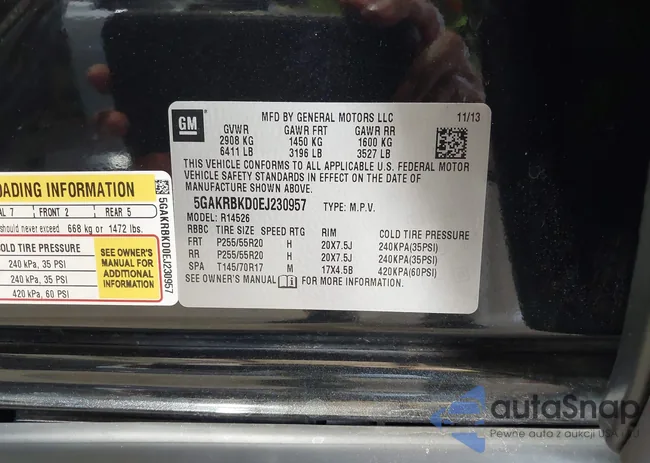 GM
MFD BY GENERAL MOTORS LLC 11/13
GVWR GAWR FRT GAWR RR
2908 KG 1450 KG 1600 KG
6411 LB 3196 LB 3527 LB
THIS VEHICLE CONFORMS TO ALL APPLICABLE U.S. FEDERAL MOTOR
VEHICLE SAFETY STANDARDS IN EFFECT ON THE DATE OF
MANUFACTURE SHOWN ABOVE.
5GAKRBKD0EJ230957 TYPE: M.P.V.
MODEL: R14526
RBBC TIRE SIZE SPEED RTG RIM COLD TIRE PRESSURE
FRT P255/55R20 H 20X7.5J 240KPA(35PSI)
RR P255/55R20 H 20X7.5J 240KPA(35PSI)
SPA T145/70R17 M 17X4.5B 420KPA(60PSI)
SEE OWNER'S MANUAL FOR MORE INFORMATION.
OADING INFORMATION
AL 7 FRONT 2 REAR 5
should never exceed 668 kg or 1472 lbs.
COLD TIRE PRESSURE
240 kPa, 35 PSI
240 kPa, 35 PSI
420 kPa, 60 PSI
SEE OWNER'S
MANUAL FOR
ADDITIONAL
INFORMATION
5GAKRBKD0EJ230957
autaSnap
Pewne auta z aukcji USA